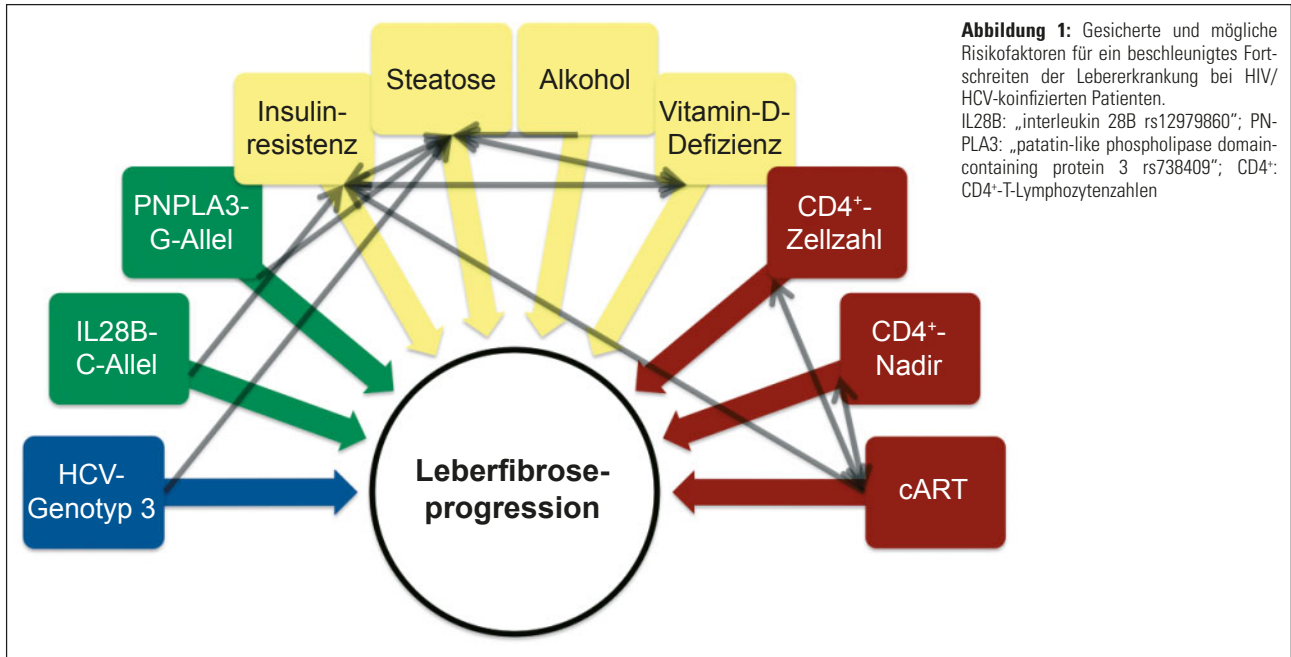 Steatose
Alkohol
Insulin-
resistenz
Vitamin-D-
Defizienz
PNPLA3-
G-Allel
CD4⁺-
Zellzahl
IL28B-
C-Allel
CD4⁺-
Nadir
HCV-
Genotyp 3
Leberfibrose-
progression
cART
Abbildung 1: Gesicherte und mögliche
Risikofaktoren für ein beschleunigtes Fort-
schreiten der Lebererkrankung bei HIV/
HCV-koinfizierten Patienten.
IL28B: „interleukin 28B rs12979860”; PN-
PLA3: „patatin-like phospholipase domain-
containing protein 3 rs738409”; CD4⁺:
CD4⁺-T-Lymphozytenzahlen